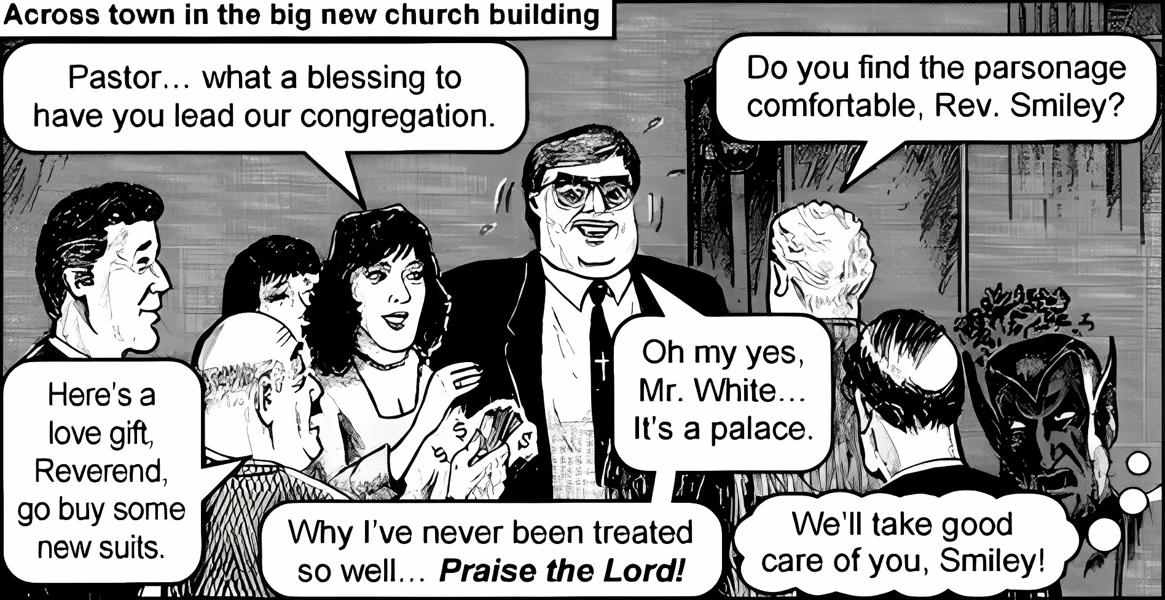 Across town in the big new church building
Pastor... what a blessing to
have you lead our congregation.
Do you find the parsonage
comfortable, Rev. Smiley?
Here's a
love gift,
Reverend,
go buy some
new suits.
Oh my yes,
Mr. White...
It's a palace.
Why I've never been treated
so well... Praise the Lord!
We'll take good
care of you, Smiley!